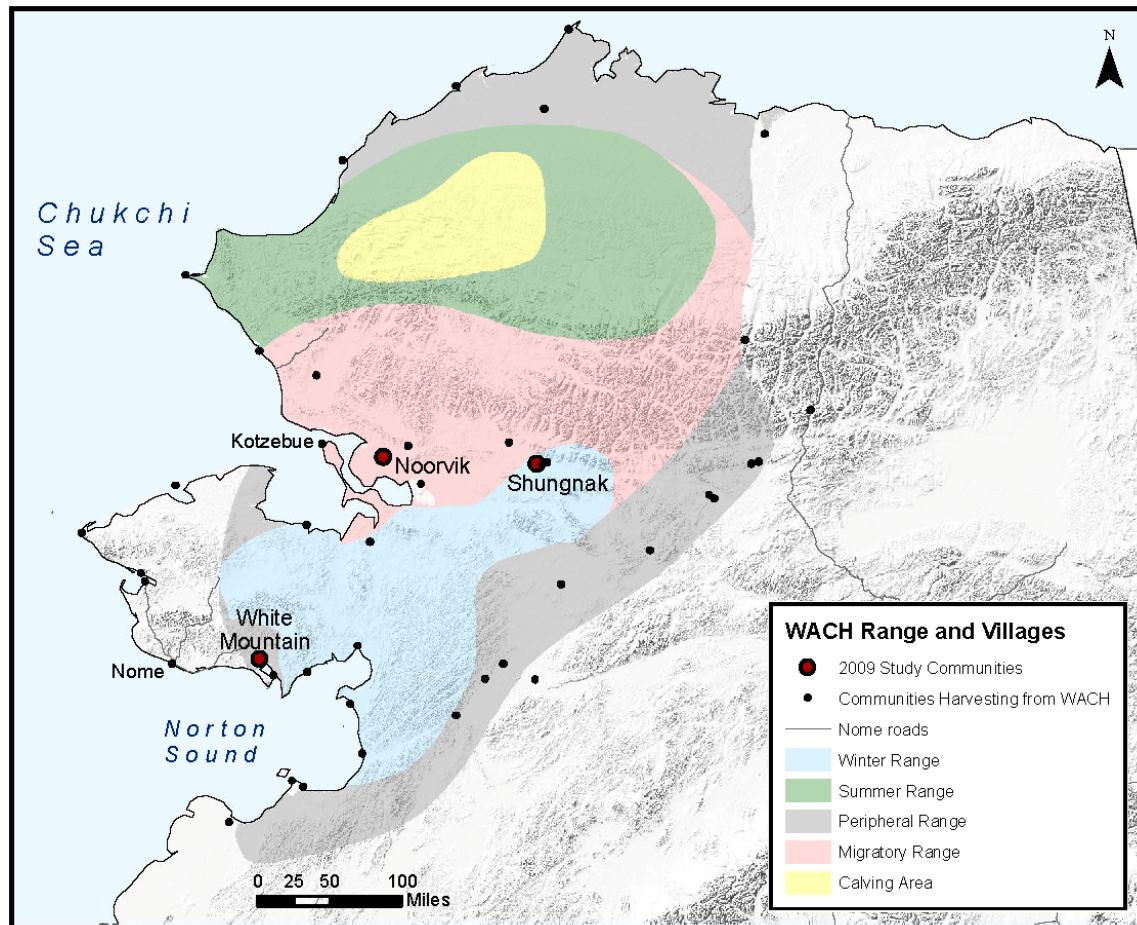 N
Chukchi
Sea
Kotzebue
Noorvik
Shungnak
White
Mountain
Nome
Norton
Sound
0 25 50 100
Miles
WACH Range and Villages
2009 Study Communities
Communities Harvesting from WACH
Nome roads
Winter Range
Summer Range
Peripheral Range
Migratory Range
Calving Area